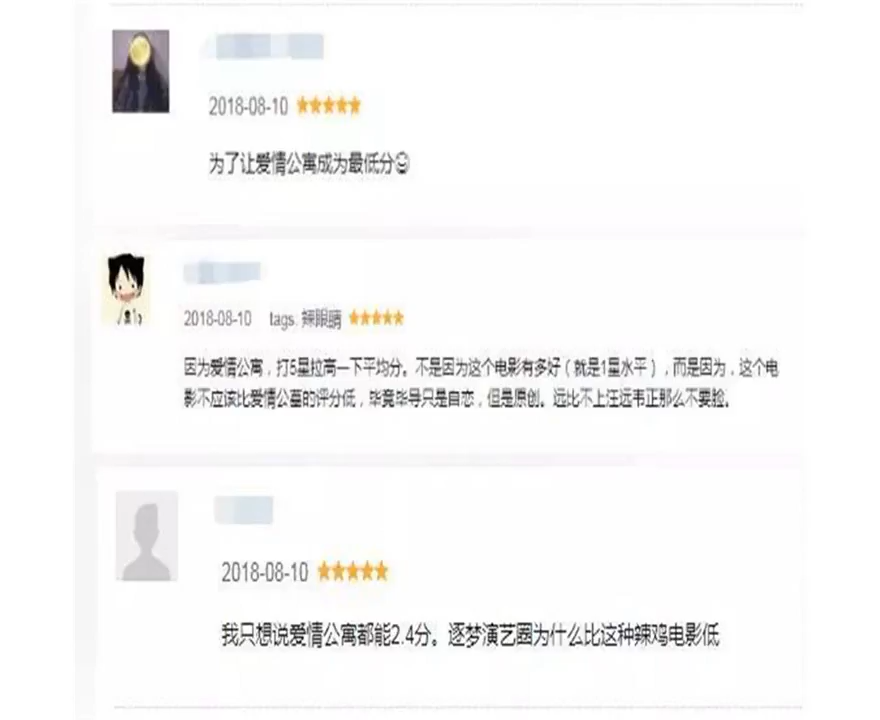 2018-08-10
为了让爱情公寓成为最低分
2018-08-10 tags: 辣眼睛
因为爱情公寓，打5星拉高一下平均分。不是因为这个电影有多好（就是1星水平），而是因为，这个电
影不应该比爱情公墓的评分低，毕竟毕导只是自恋，但是原创。远比不上汪远韦正那么不要脸。
2018-08-10
我只想说爱情公寓都能2.4分。逐梦演艺圈为什么比这种辣鸡电影低